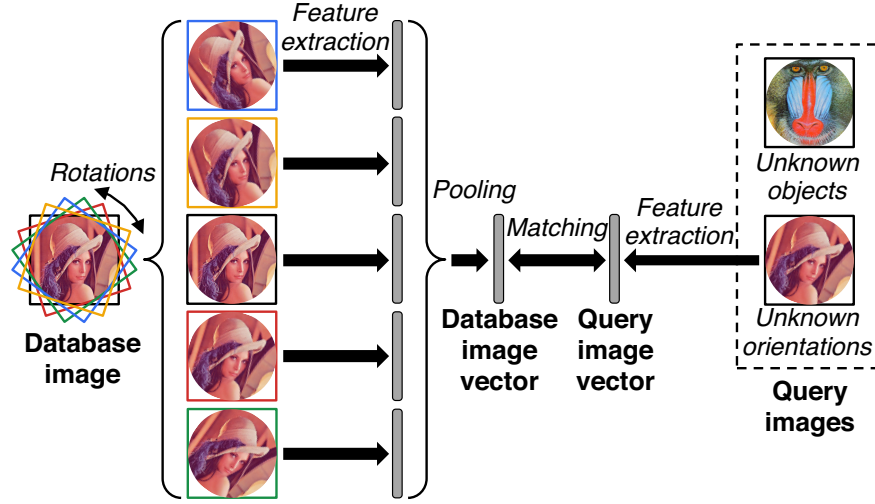 Feature
extraction
Rotations
Database
image
Pooling
Matching
Database
image
vector
Query
image
vector
Feature
extraction
Unknown
objects
Unknown
orientations
Query
images